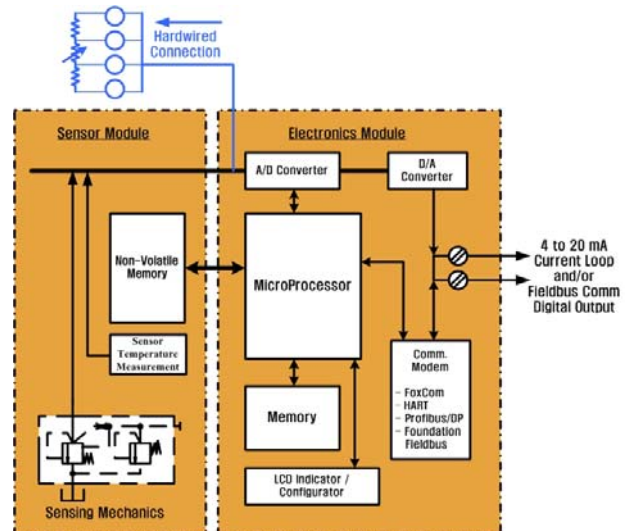 Hardwired
Connection
Sensor Module
Electronics Module
A/D Converter
D/A
Converter
Non-Volatile
Memory
MicroProcessor
4 to 20 mA
Current Loop
and/or
Fieldbus Comm
Digital Output
Sensor
Temperature
Measurement
Comm.
Modem
– FoxCom
– HART
– Profibus/DP
– Foundation
Fieldbus
Memory
LCO Indicator /
Configurator
Sensing Mechanics